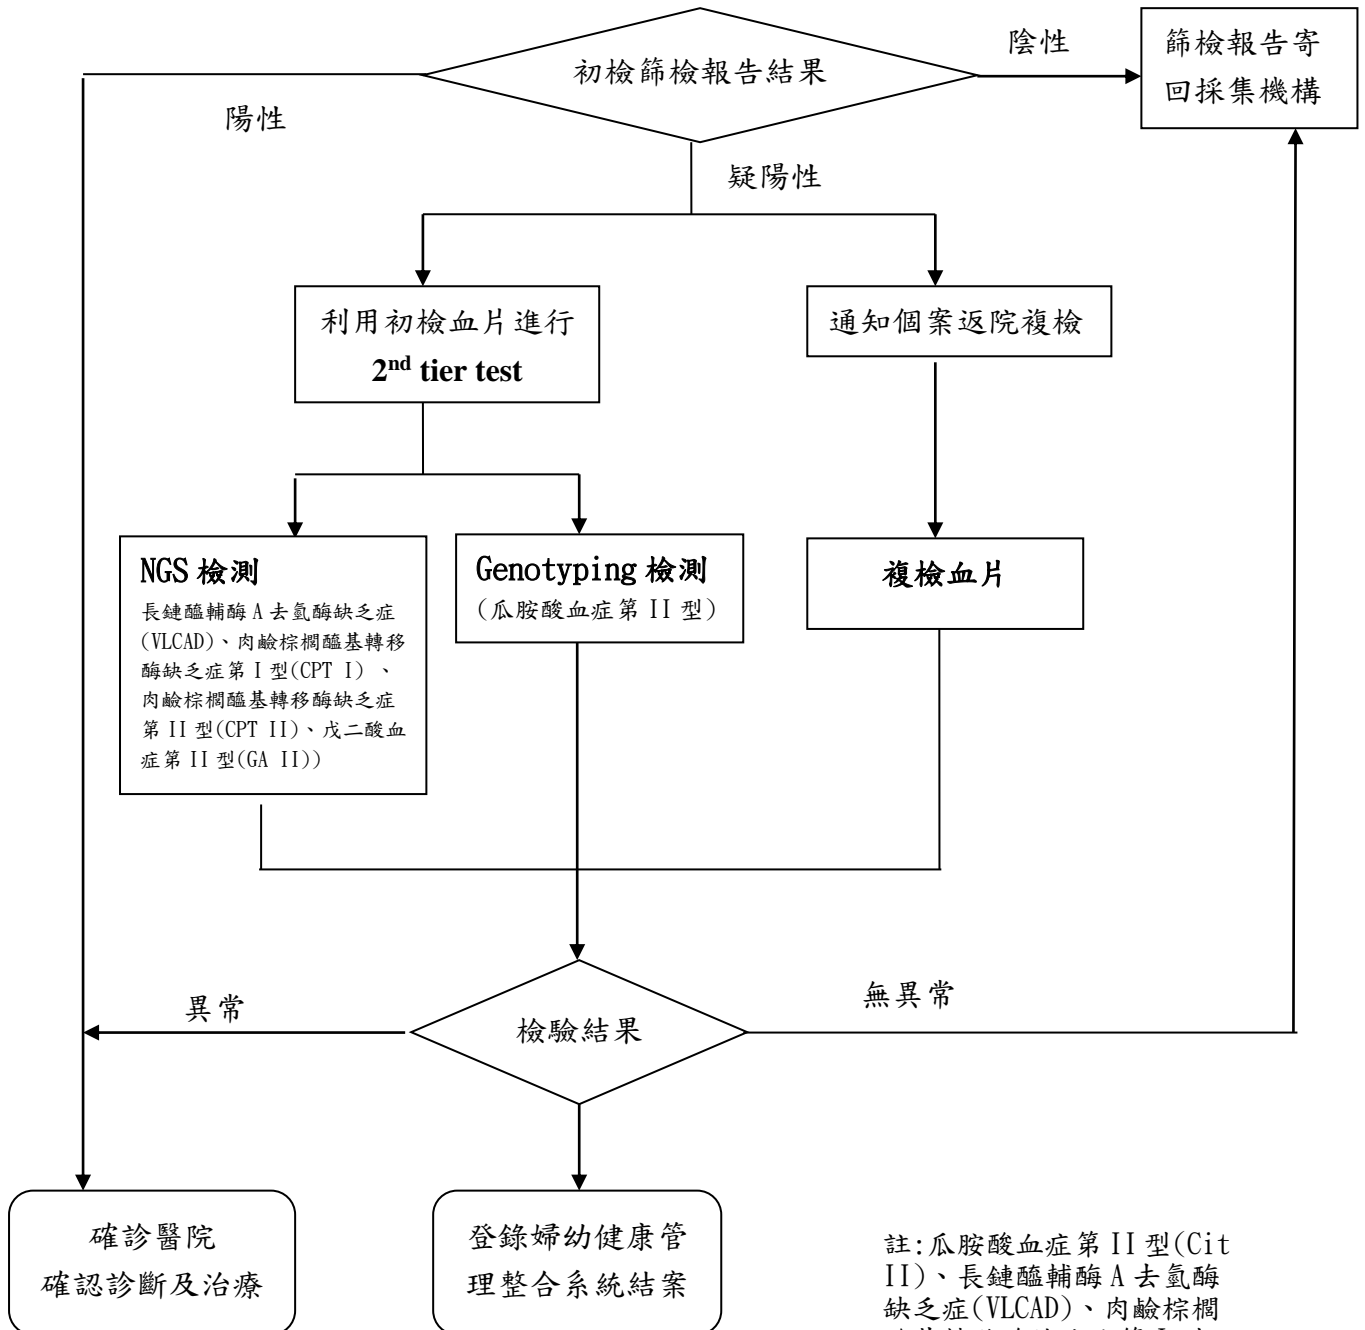 初檢篩檢報告結果
陰性
篩檢報告寄
回採集機構
陽性
疑陽性
利用初檢血片進行
2nd tier test
通知個案返院複檢
NGS 檢測
長鏈醯輔酶 A 去氫酶缺乏症
(VLCAD)、肉鹼棕櫚醯基轉移
酶缺乏症第 I 型(CPT I) 、
肉鹼棕櫚醯基轉移酶缺乏症
第 II 型(CPT II)、戊二酸血
症第 II 型(GA II))
Genotyping 檢測
(瓜胺酸血症第 II 型)
複檢血片
異常
檢驗結果
無異常
確診醫院
確認診斷及治療
登錄婦幼健康管
理整合系統結案
註:瓜胺酸血症第 II 型(Cit
II)、長鏈醯輔酶 A 去氫酶
缺乏症(VLCAD)、肉鹼棕櫚